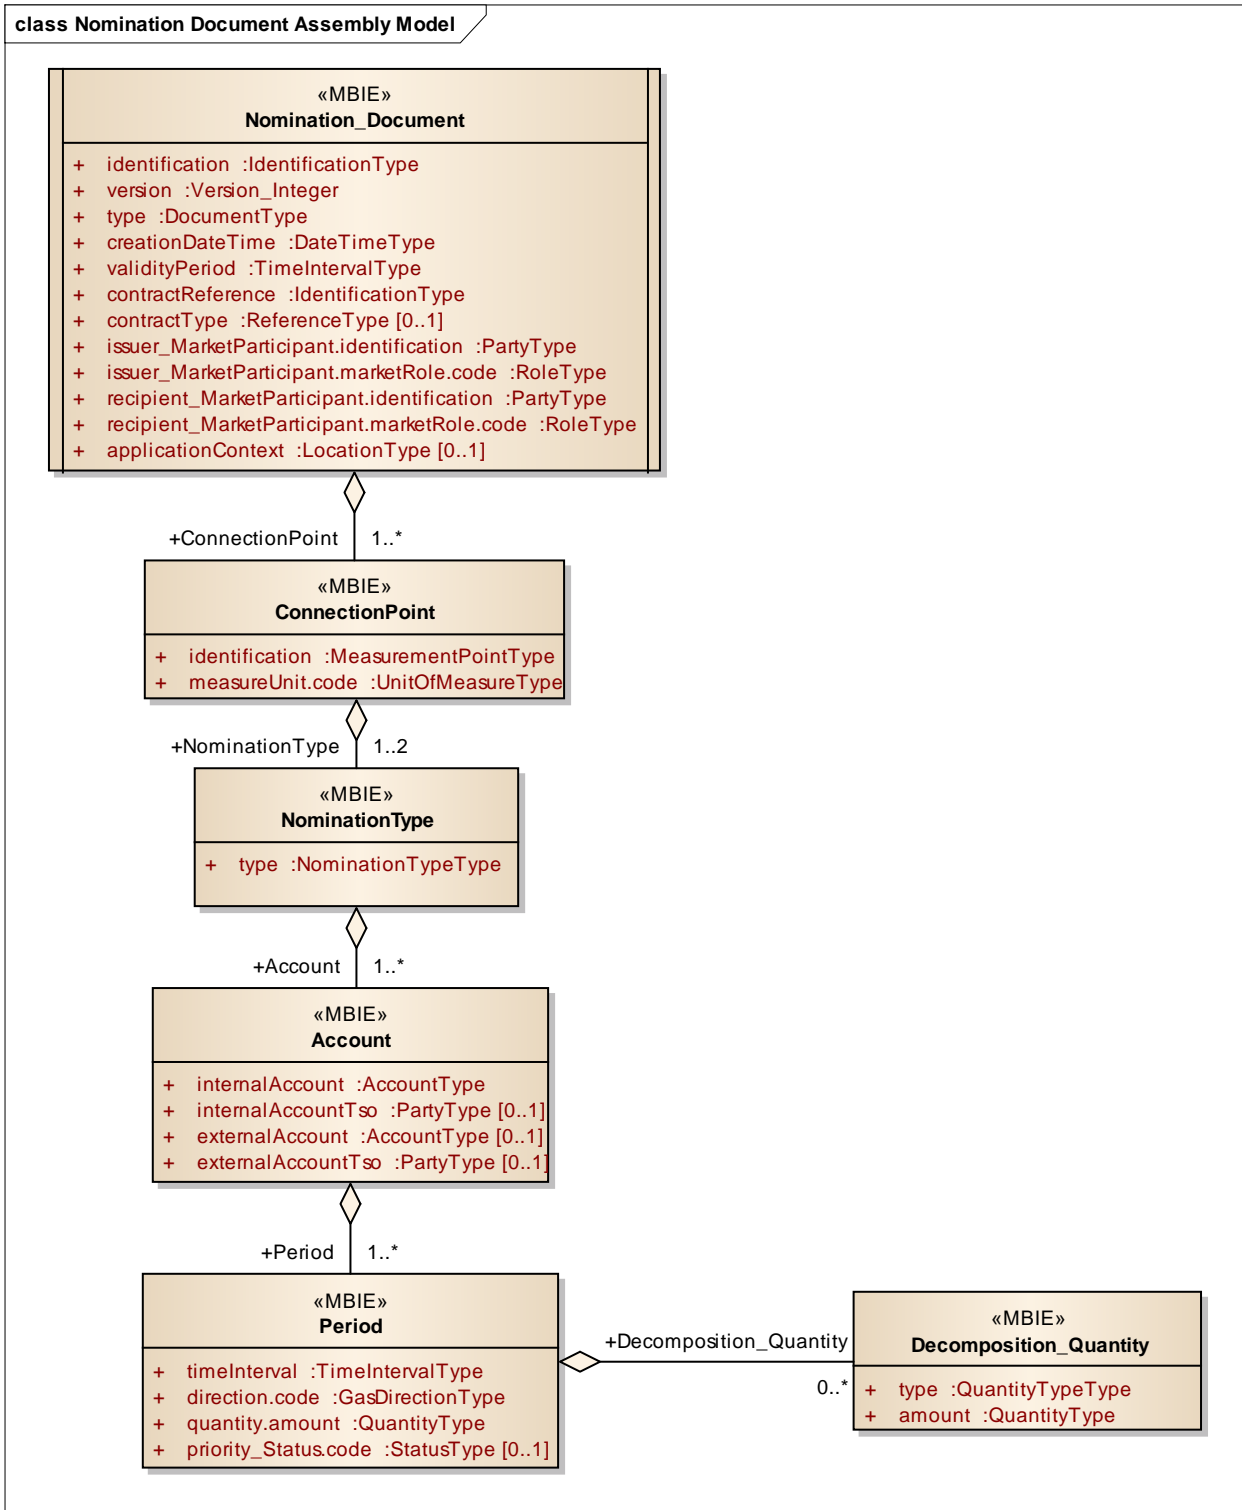 class Nomination Document Assembly Model
«MBIE»
Nomination_Document
+ identification :IdentificationType
+ version :Version_Integer
+ type :DocumentType
+ creationDateTime :DateTimeType
+ validityPeriod :TimeIntervalType
+ contractReference :IdentificationType
+ contractType :ReferenceType [0..1]
+ issuer_MarketParticipant.identification :PartyType
+ issuer_MarketParticipant.marketRole.code :RoleType
+ recipient_MarketParticipant.identification :PartyType
+ recipient_MarketParticipant.marketRole.code :RoleType
+ applicationContext :LocationType [0..1]
+ConnectionPoint 1..*
«MBIE»
ConnectionPoint
+ identification :MeasurementPointType
+ measureUnit.code :UnitOfMeasureType
+NominationType 1..2
«MBIE»
NominationType
+ type :NominationTypeType
+Account 1..*
«MBIE»
Account
+ internalAccount :AccountType
+ internalAccountTso :PartyType [0..1]
+ externalAccount :AccountType [0..1]
+ externalAccountTso :PartyType [0..1]
+Period 1..*
«MBIE»
Period
+ timeInterval :TimeIntervalType
+ direction.code :GasDirectionType
+ quantity.amount :QuantityType
+ priority_Status.code :StatusType [0..1]
+Decomposition_Quantity
0..*
«MBIE»
Decomposition_Quantity
+ type :QuantityTypeType
+ amount :QuantityType